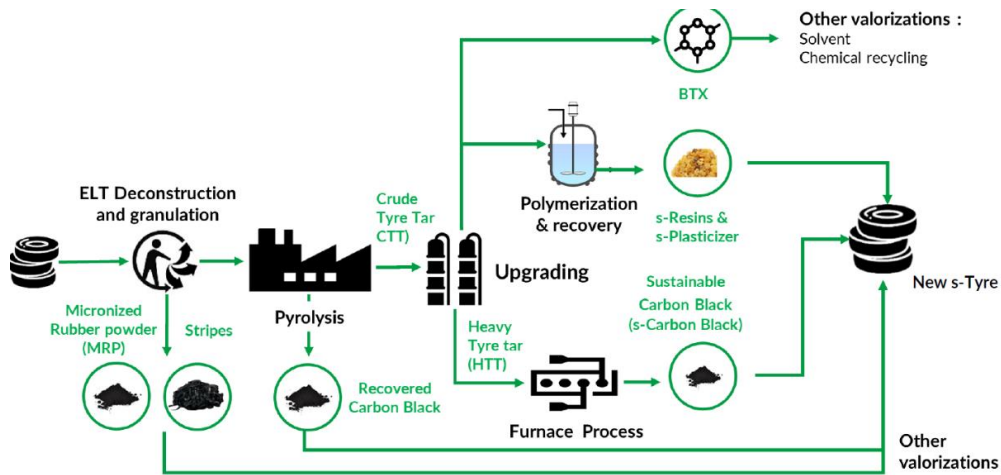 Other valorizations :
Solvent
Chemical recycling
BTX
ELT Deconstruction
and granulation
Crude
Tyre Tar
CTT
Polymerization
& recovery
s-Resins &
s-Plasticizer
Upgrading
New s-Tyre
Pyrolysis
Micronized
Rubber powder
(MRP)
Stripes
Heavy
Tyre tar
(HTT)
Sustainable
Carbon Black
(s-Carbon Black)
Recovered
Carbon Black
Furnace Process
Other
valorizations